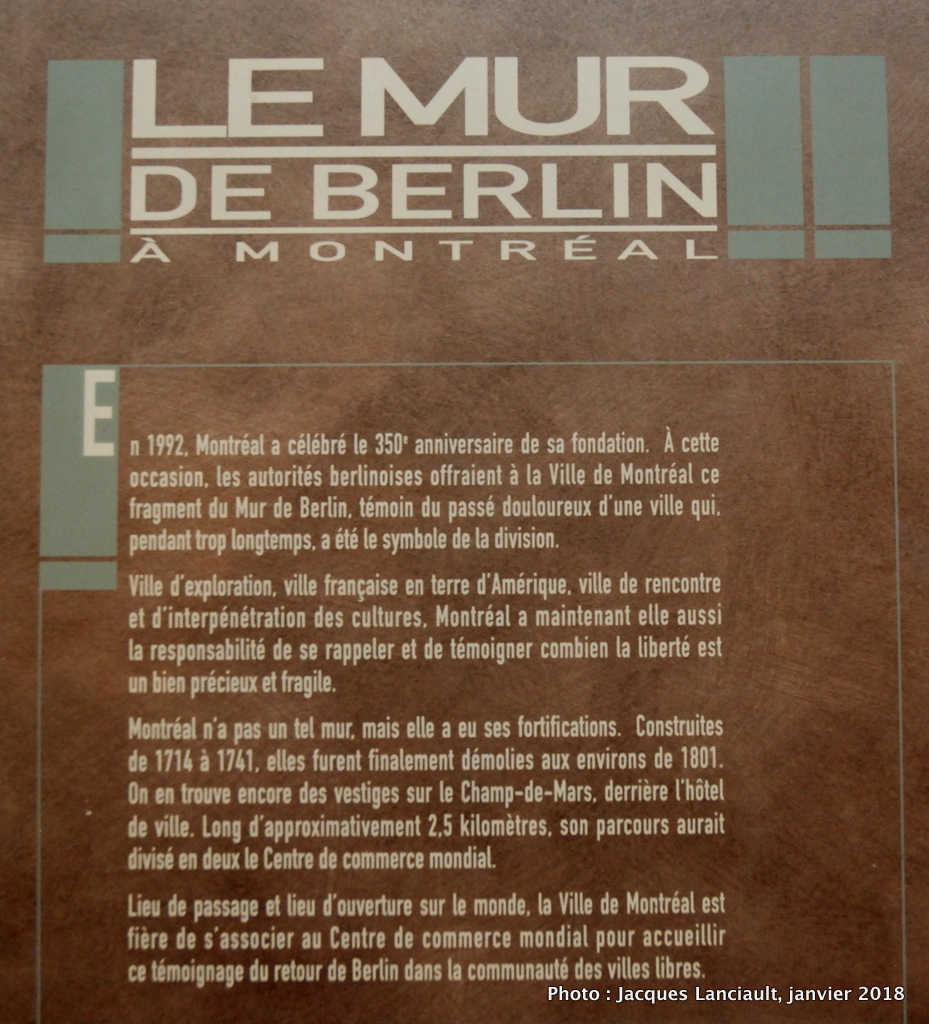 LE MUR
DE BERLIN
À MONTRÉAL
En 1992, Montréal a célébré le 350e anniversaire de sa fondation. À cette
occasion, les autorités berlinoises offraient à la Ville de Montréal ce
fragment du Mur de Berlin, témoin du passé douloureux d'une ville qui,
pendant trop longtemps, a été le symbole de la division.
Ville d'exploration, ville française en terre d'Amérique, ville de rencontre
et d'interpénétration des cultures, Montréal a maintenant elle aussi
la responsabilité de se rappeler et de témoigner combien la liberté est
un bien précieux et fragile.
Montréal n'a pas un tel mur, mais elle a eu ses fortifications. Construites
de 1714 à 1741, elles furent finalement démolies aux environs de 1801.
On en trouve encore des vestiges sur le Champ-de-Mars, derrière l'hôtel
de ville. Long d'approximativement 2,5 kilomètres, son parcours aurait
divisé en deux le Centre de commerce mondial.
Lieu de passage et lieu d'ouverture sur le monde, la Ville de Montréal est
fière de s'associer au Centre de commerce mondial pour accueillir
ce témoignage du retour de Berlin dans la communauté des villes libres.
Photo : Jacques Lanciault, janvier 2018